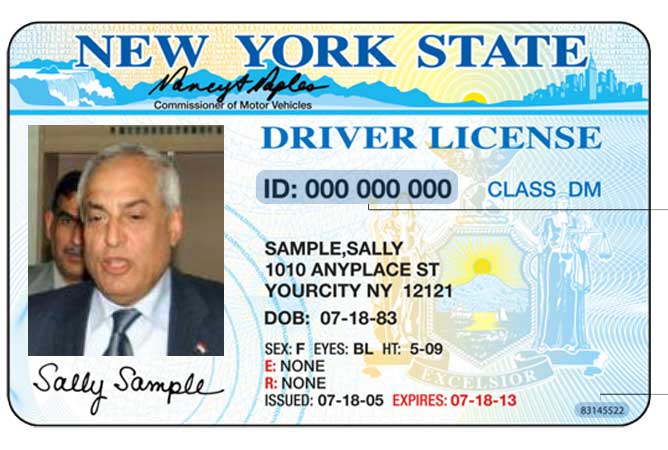 NEW YORK STATE
Nancy A Naples
Commissioner of Motor Vehicles
DRIVER LICENSE
ID: 000 000 000 CLASS DM
SAMPLE,SALLY
1010 ANYPLACE ST
YOURCITY NY 12121
DOB: 07-18-83
SEX: F EYES: BL HT: 5-09
E: NONE
R: NONE
ISSUED: 07-18-05 EXPIRES: 07-18-13
Sally Sample
EXCELSIOR
83145522